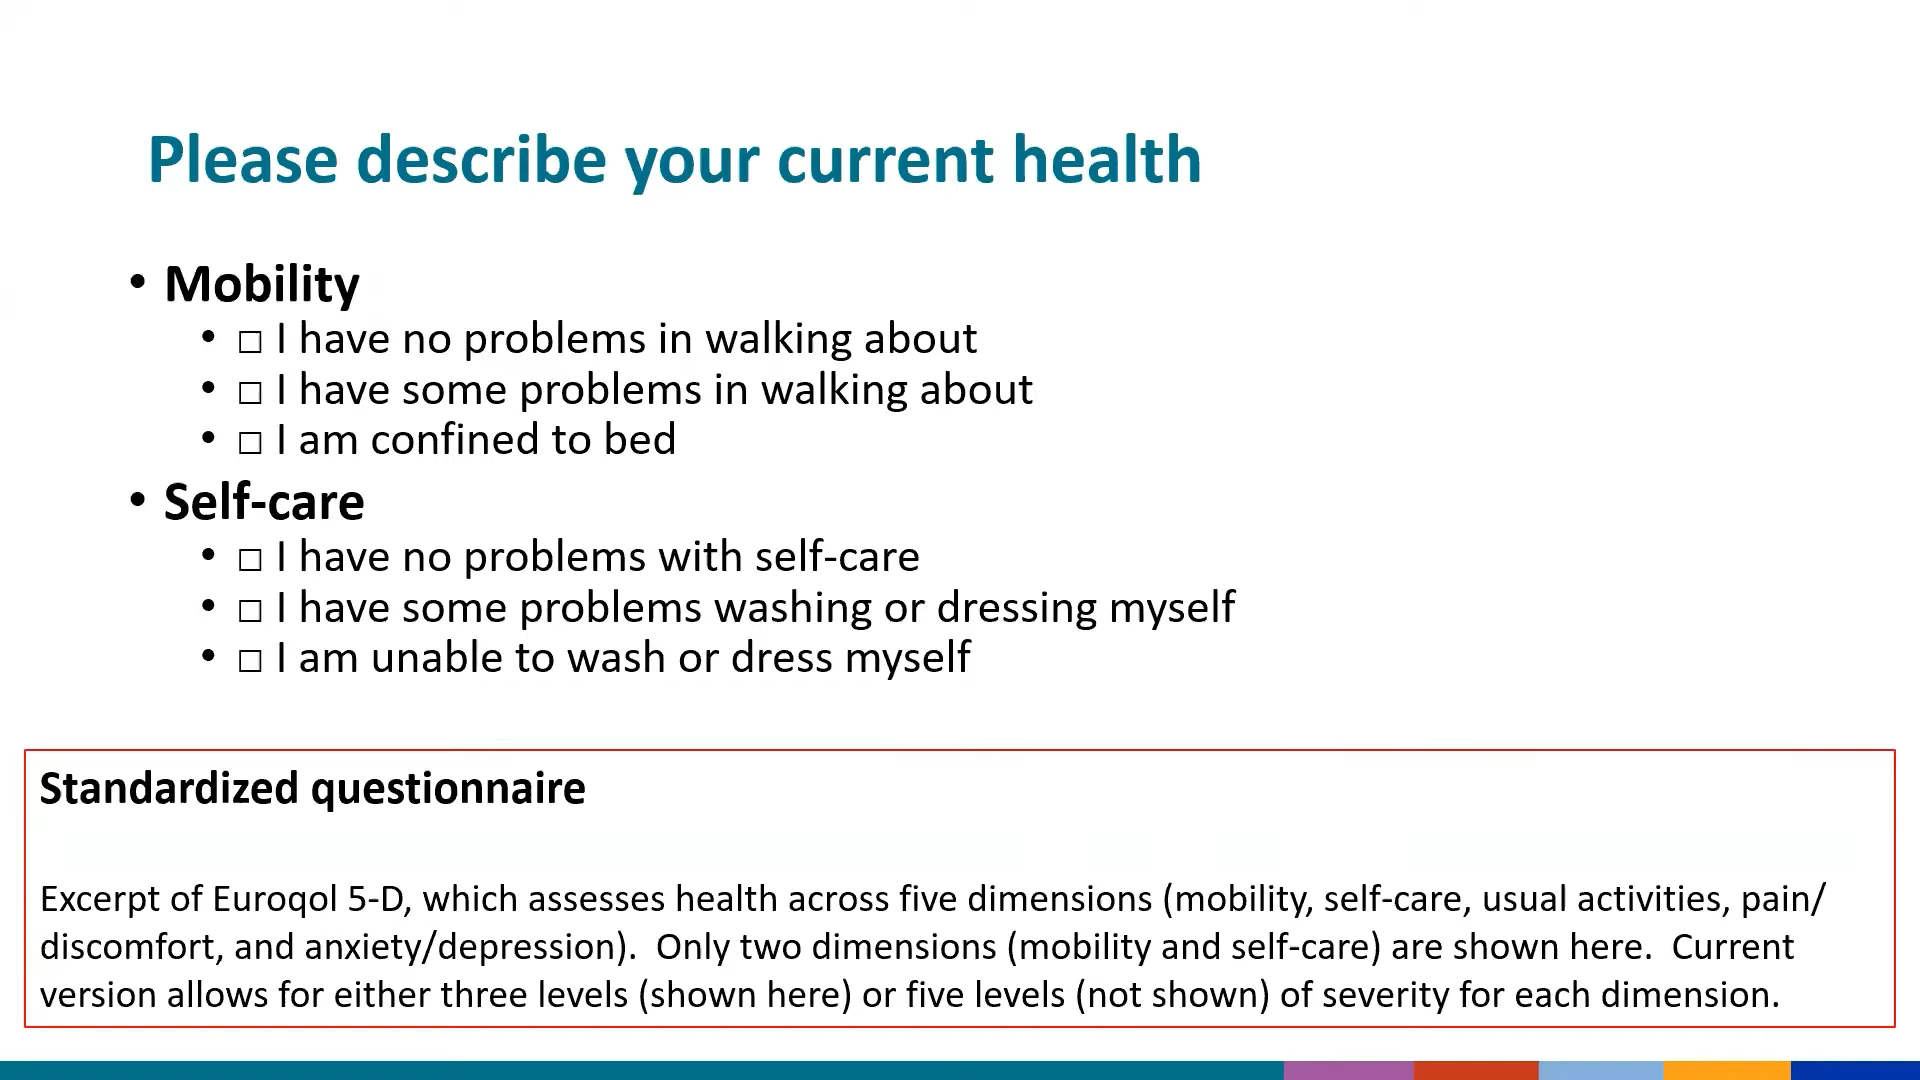 Please describe your current health
• Mobility
• □ I have no problems in walking about
• □ I have some problems in walking about
• □ I am confined to bed
• Self-care
• □ I have no problems with self-care
• □ I have some problems washing or dressing myself
• □ I am unable to wash or dress myself
Standardized questionnaire
Excerpt of Euroqol 5-D, which assesses health across five dimensions (mobility, self-care, usual activities, pain/
discomfort, and anxiety/depression).  Only two dimensions (mobility and self-care) are shown here.  Current
version allows for either three levels (shown here) or five levels (not shown) of severity for each dimension.